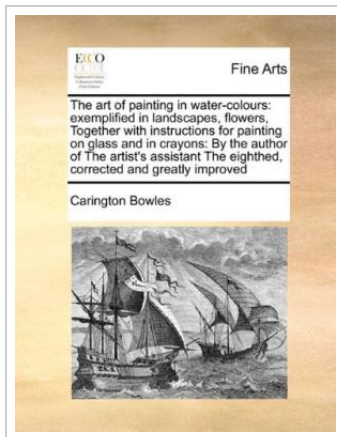 ECCO
Fine Arts
The art of painting in water-colours:
exemplified in landscapes, flowers,
Together with instructions for painting
on glass and in crayons: By the author
of The artist's assistant The eighthed,
corrected and greatly improved
Carington Bowles